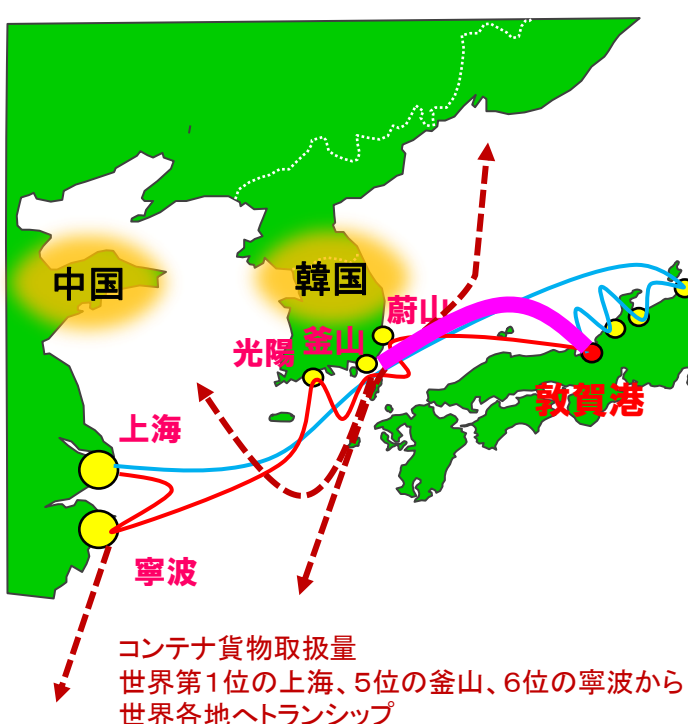 中国
韓国
蔚山
釜山
光陽
敦賀港
上海
寧波
コンテナ貨物取扱量
世界第１位の上海、５位の釜山、６位の寧波から
世界各地へトランシップ